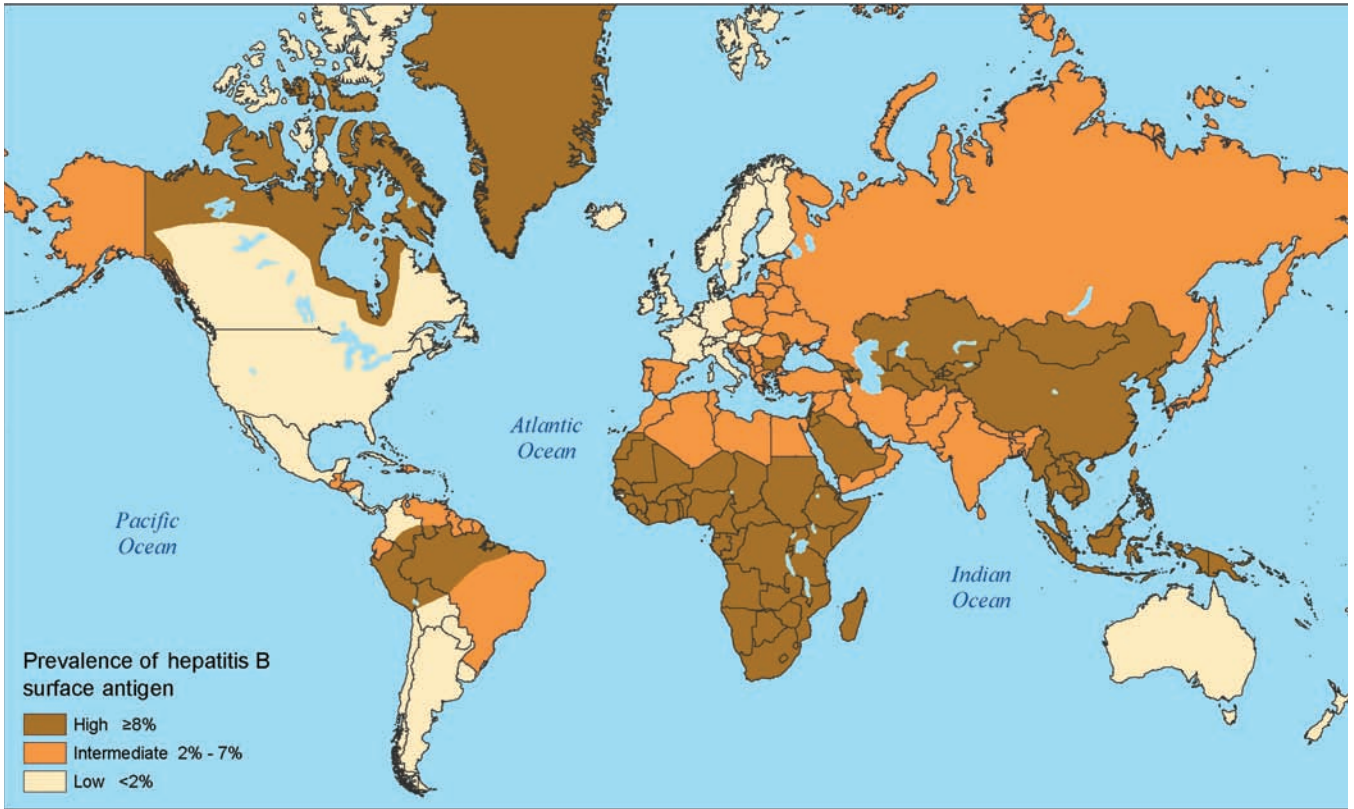 Atlantic
Ocean
Pacific
Ocean
Indian
Ocean
Prevalence of hepatitis B
surface antigen
High ≥8%
Intermediate 2% - 7%
Low <2%